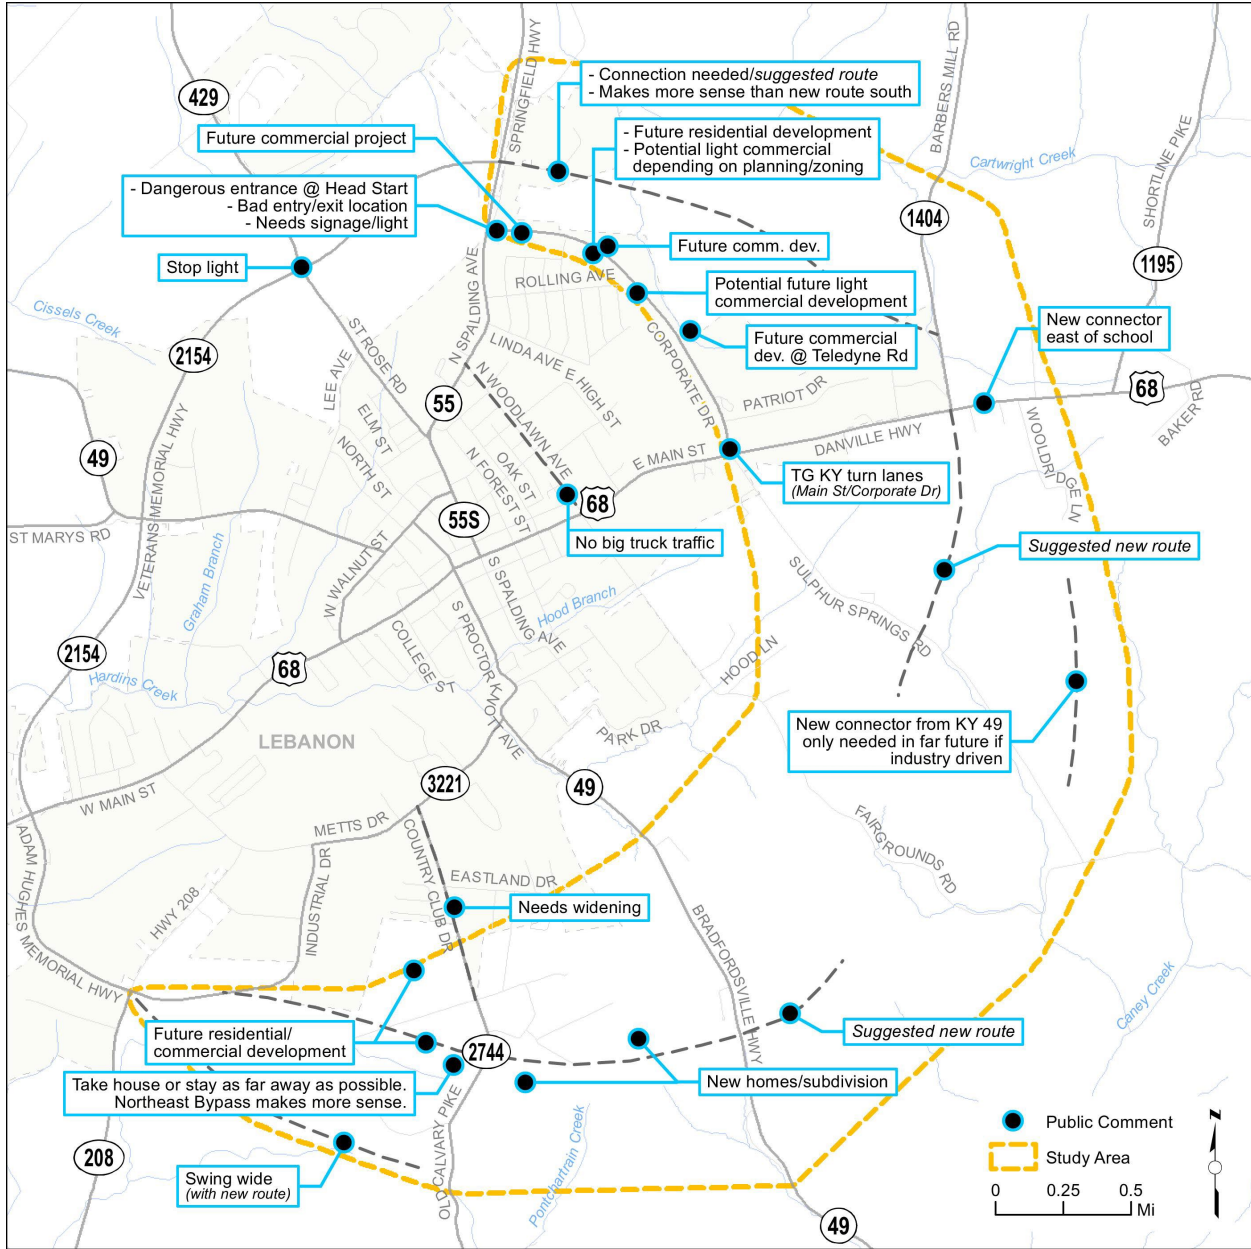 SPRINGFIELD HWY
BARBERS MILL RD
- Connection needed/suggested route
- Makes more sense than new route south
429
Future commercial project
- Future residential development
- Potential light commercial
depending on planning/zoning
Cartwright Creek
SHORTLINE PIKE
- Dangerous entrance @ Head Start
- Bad entry/exit location
- Needs signage/light
1404
Stop light
N SPALDING AVE
Future comm. dev.
1195
ROLLING AVE
Potential future light
commercial development
Cissels Creek
New connector
east of school
2154
ST ROSE RD
LINDA AVE
E HIGH ST
CORPORATE DR
Future commercial
dev. @ Teledyne Rd
LEE AVE
N WOODLAWN AVE
PATRIOT DR
68
55
BAKER RD
ELM ST
NORTH ST
VETERANS MEMORIAL HWY
49
OAK ST
N FOREST ST
E MAIN ST
DANVILLE HWY
WOOLDRIDGE LN
TG KY turn lanes
(Main St/Corporate Dr)
68
55S
ST MARYS RD
No big truck traffic
Suggested new route
Graham Branch
W WALNUT ST
S SPALDING AVE
SULPHUR SPRINGS RD
Hood Branch
2154
COLLEGE ST
S PROCTOR KNOTT AVE
HOOD LN
68
Hardins Creek
New connector from KY 49
only needed in far future if
industry driven
PARK DR
LEBANON
3221
49
W MAIN ST
METTS DR
COUNTRY CLUB DR
FAIRGROUNDS RD
ADAM HUGHES MEMORIAL HWY
INDUSTRIAL DR
EASTLAND DR
Needs widening
HWY 208
BRADFORDSVILLE HWY
Caney Creek
Future residential/
commercial development
Suggested new route
2744
Take house or stay as far away as possible.
Northeast Bypass makes more sense.
New homes/subdivision
OLD CALVARY PIKE
Pontchartrain Creek
208
Swing wide
(with new route)
49
Public Comment
Study Area
0 0.25 0.5
Mi
N